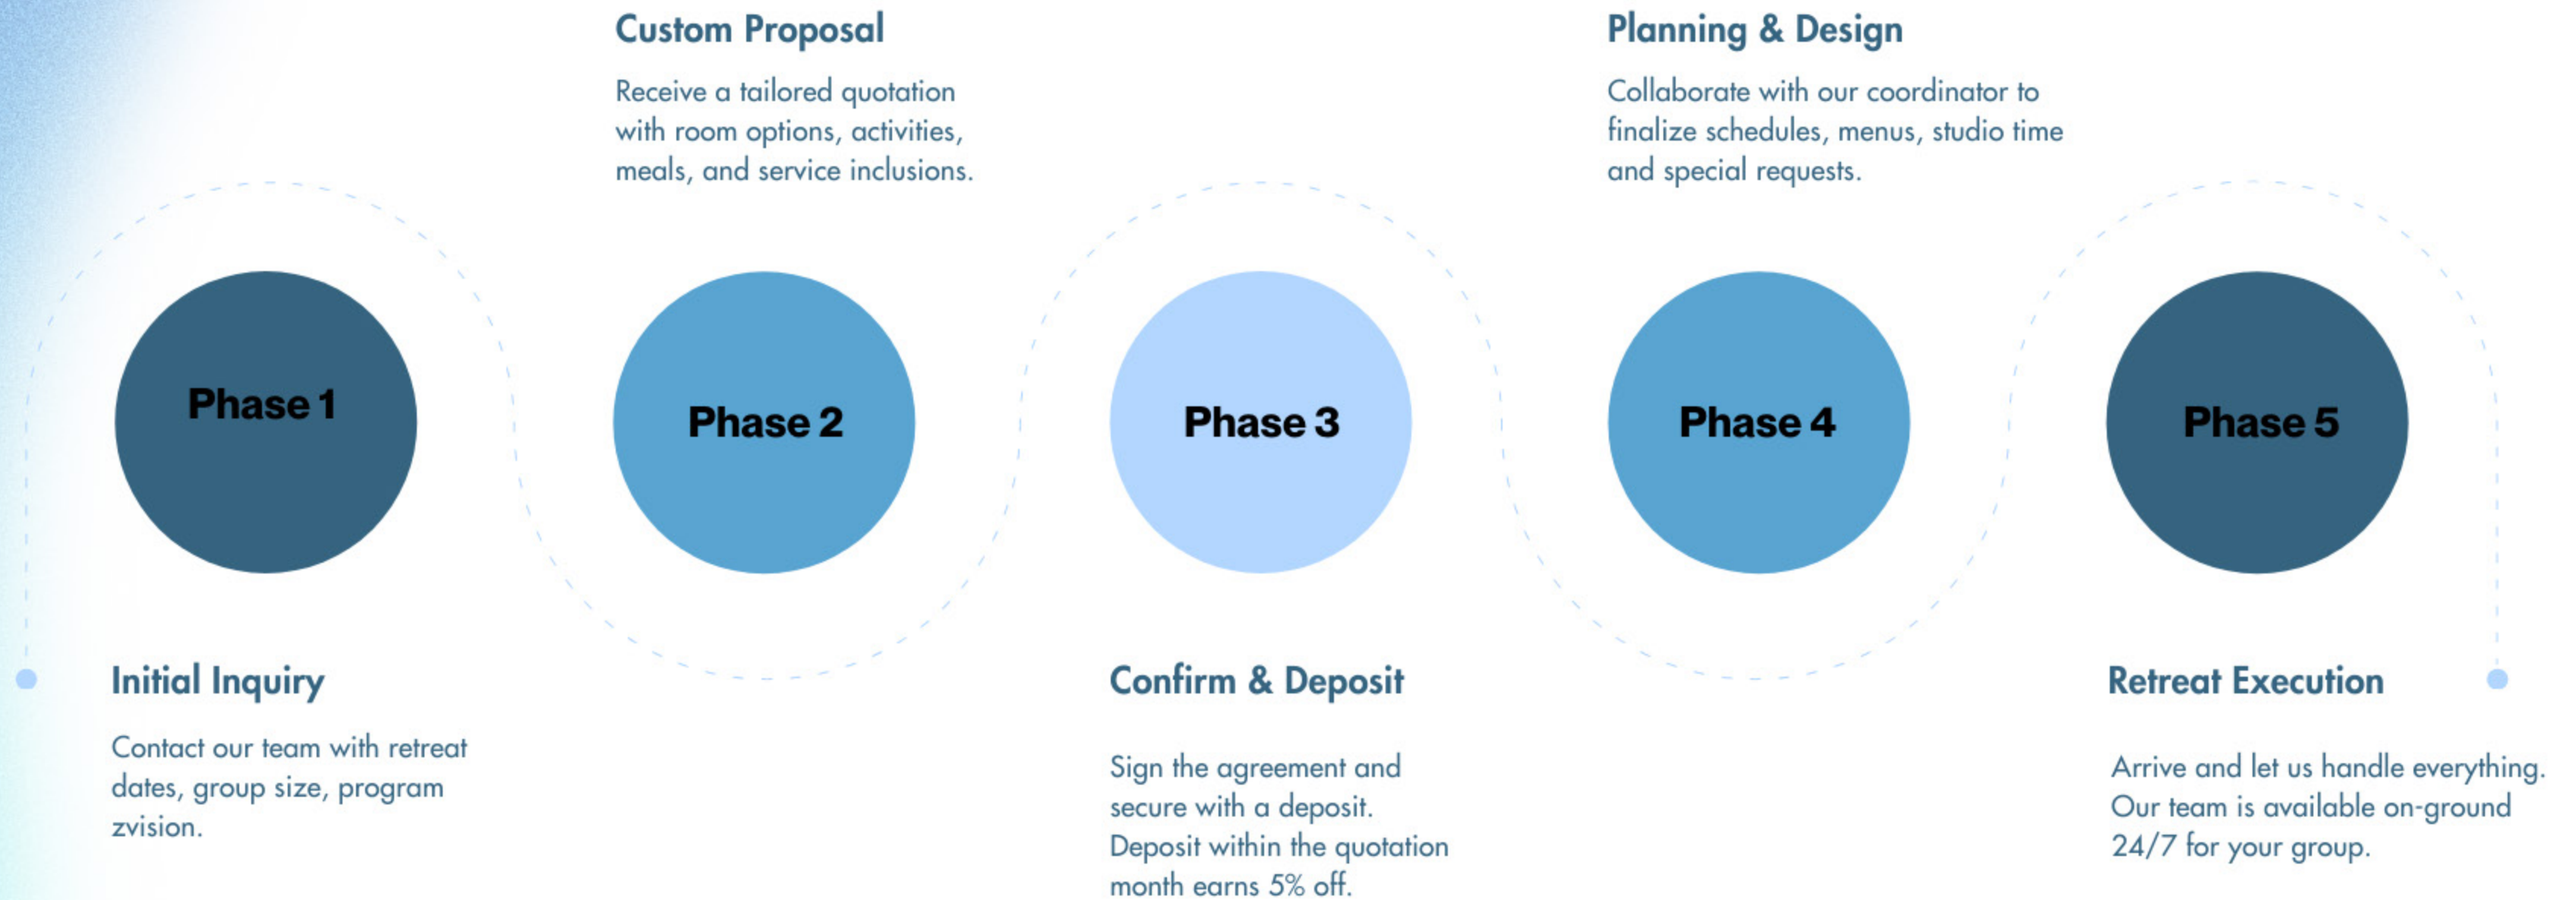 Phase 1
Initial Inquiry
Contact our team with retreat
dates, group size, program
zvision.
Custom Proposal
Receive a tailored quotation
with room options, activities,
meals, and service inclusions.
Phase 2
Phase 3
Confirm & Deposit
Sign the agreement and
secure with a deposit.
Deposit within the quotation
month earns 5% off.
Planning & Design
Collaborate with our coordinator to
finalize schedules, menus, studio time
and special requests.
Phase 4
Phase 5
Retreat Execution
Arrive and let us handle everything.
Our team is available on-ground
24/7 for your group.